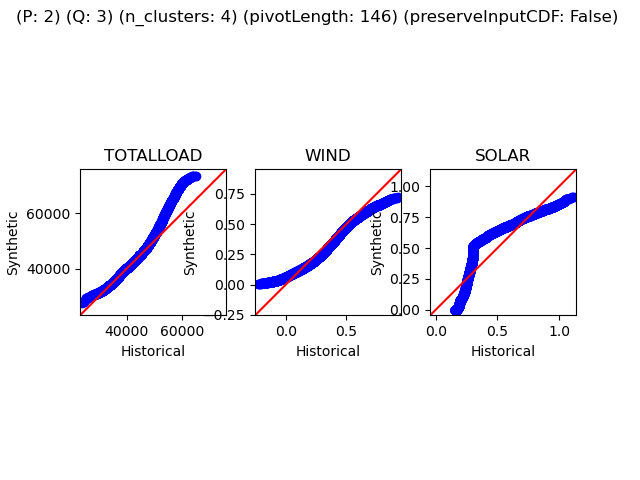 (P: 2) (Q: 3) (n_clusters: 4) (pivotLength: 146) (preserveInputCDF: False)
TOTALLOAD
WIND
SOLAR
Synthetic
60000
40000
40000
60000
Historical
Synthetic
0.75
0.50
0.25
0.00
-0.25
0.0
0.5
Historical
Synthetic
1.00
0.75
0.50
0.25
0.00
0.0
0.5
1.0
Historical